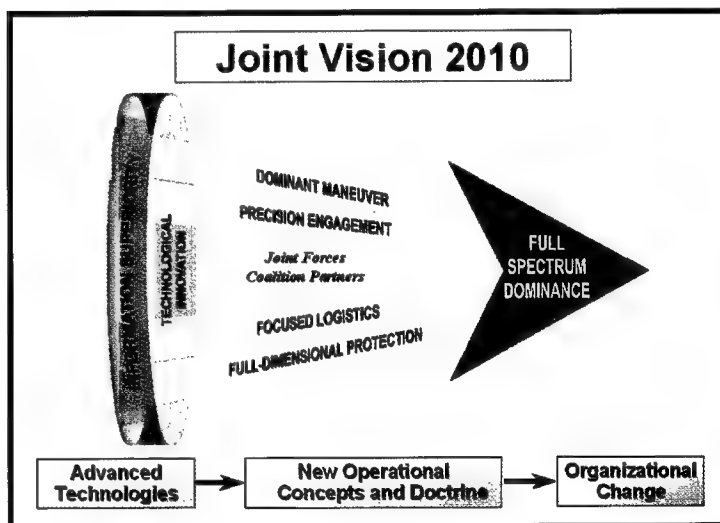 Joint Vision 2010
TECHNOLOGICAL
INNOVATION
DOMINANT MANEUVER
PRECISION ENGAGEMENT
Joint Forces
Coalition Partners
FOCUSED LOGISTICS
FULL-DIMENSIONAL PROTECTION
FULL
SPECTRUM
DOMINANCE
Advanced
Technologies
New Operational
Concepts and Doctrine
Organizational
Change